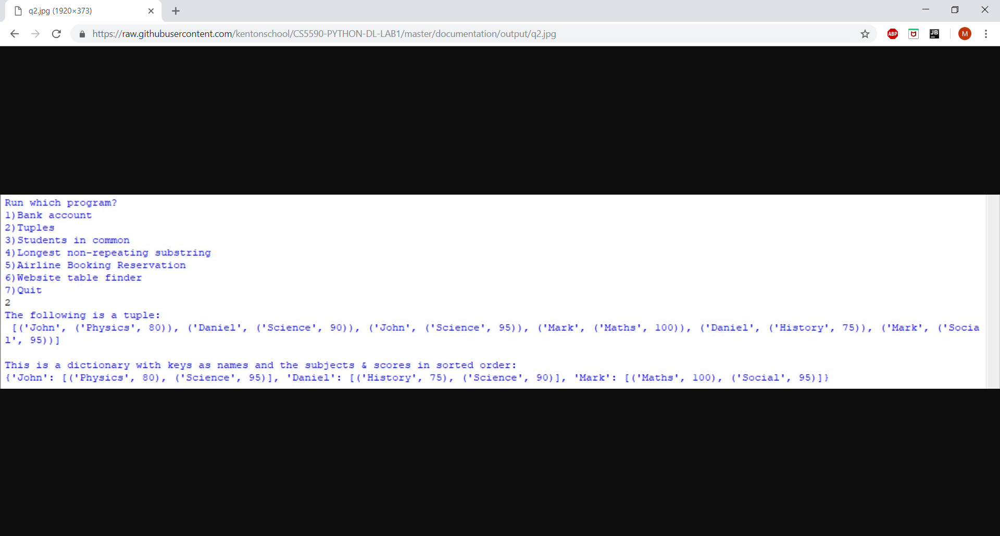 q2.jpg (1920×373)
https://raw.githubusercontent.com/kentonschool/CS5590-PYTHON-DL-LAB1/master/documentation/output/q2.jpg
ABP
JB
M
Run which program?
1)Bank account
2)Tuples
3)Students in common
4)Longest non-repeating substring
5)Airline Booking Reservation
6)Website table finder
7)Quit
2
The following is a tuple:
[('John', ('Physics', 80)), ('Daniel', ('Science', 90)), ('John', ('Science', 95)), ('Mark', ('Maths', 100)), ('Daniel', ('History', 75)), ('Mark', ('Socia
l', 95))]
This is a dictionary with keys as names and the subjects & scores in sorted order:
{'John': [('Physics', 80), ('Science', 95)], 'Daniel': [('History', 75), ('Science', 90)], 'Mark': [('Maths', 100), ('Social', 95)]}